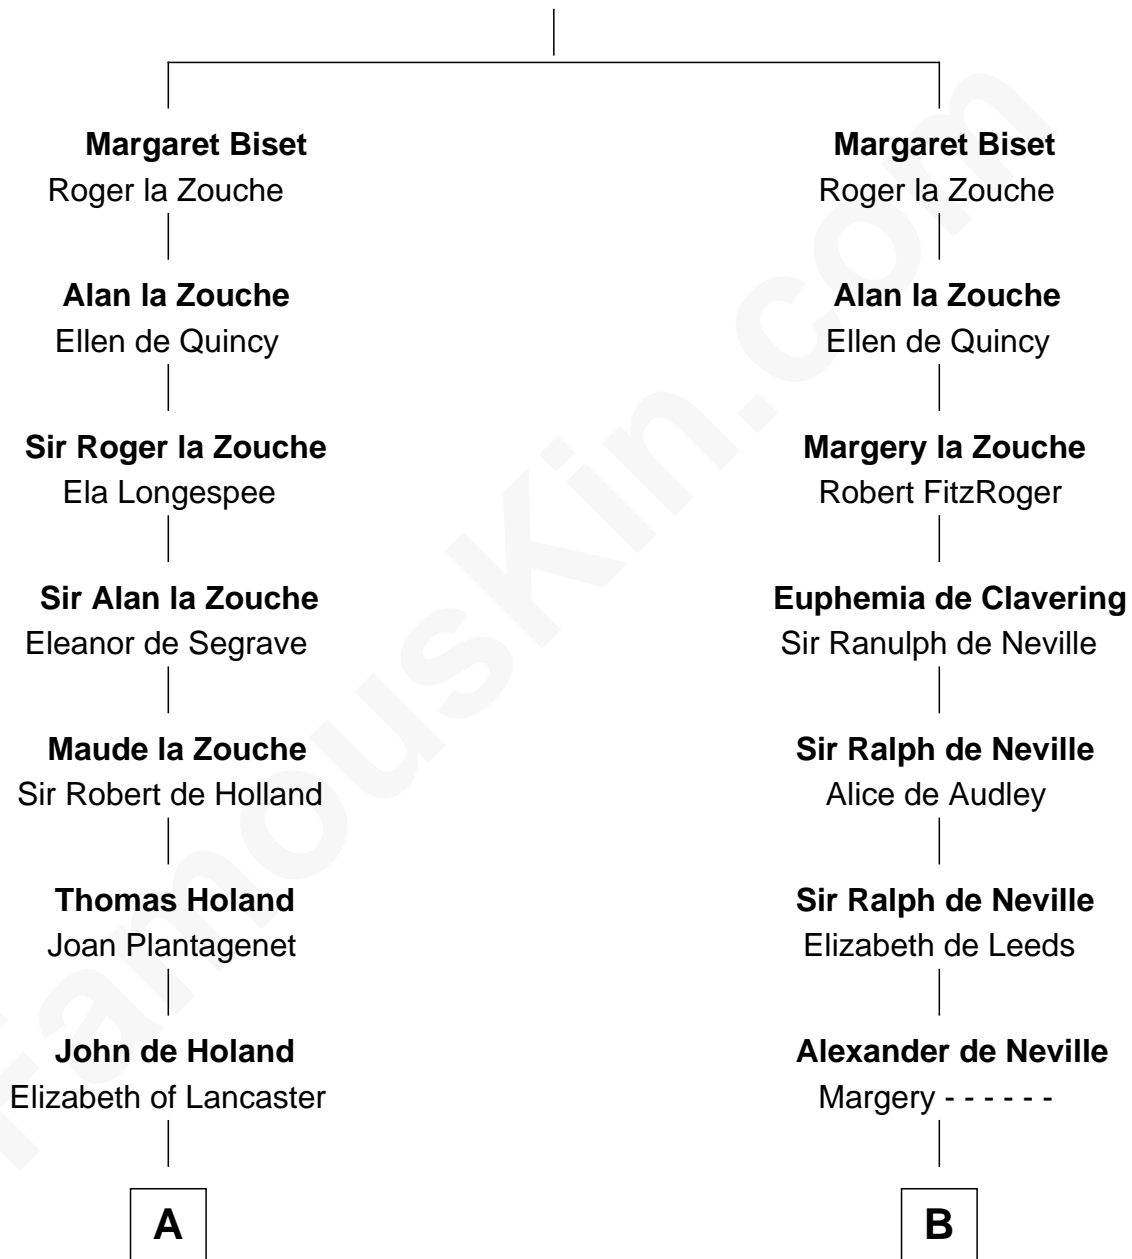 Margaret Biset
Roger la Zouche
Alan la Zouche
Ellen de Quincy
Sir Roger la Zouche
Ela Longespee
Sir Alan la Zouche
Eleanor de Segrave
Maude la Zouche
Sir Robert de Holland
Thomas Holand
Joan Plantagenet
John de Holand
Elizabeth of Lancaster
A
Margaret Biset
Roger la Zouche
Alan la Zouche
Ellen de Quincy
Margery la Zouche
Robert FitzRoger
Euphemia de Clavering
Sir Ranulph de Neville
Sir Ralph de Neville
Alice de Audley
Sir Ralph de Neville
Elizabeth de Leeds
Alexander de Neville
Margery - - - - - -
B
FamousKin.com